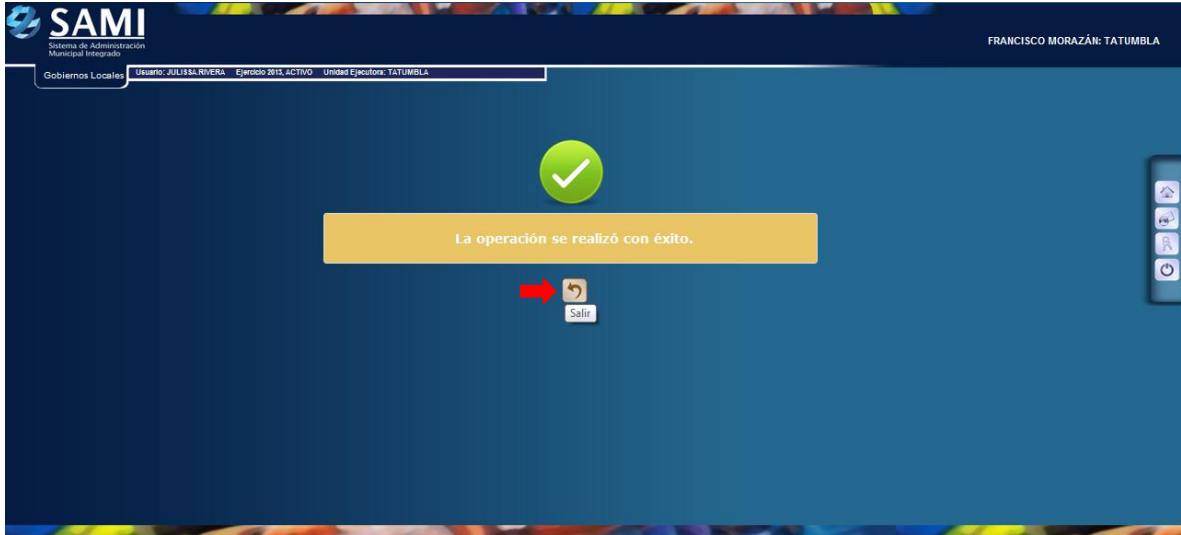 SAMI
Sistema de Administración
Municipal Integrado
FRANCISCO MORAZÁN: TATUMBLA
Gobiernos Locales
Usuario: JULISSA.RIVERA Ejercicio 2013, ACTIVO Unidad Ejecutora: TATUMBLA
La operación se realizó con éxito.
Salir